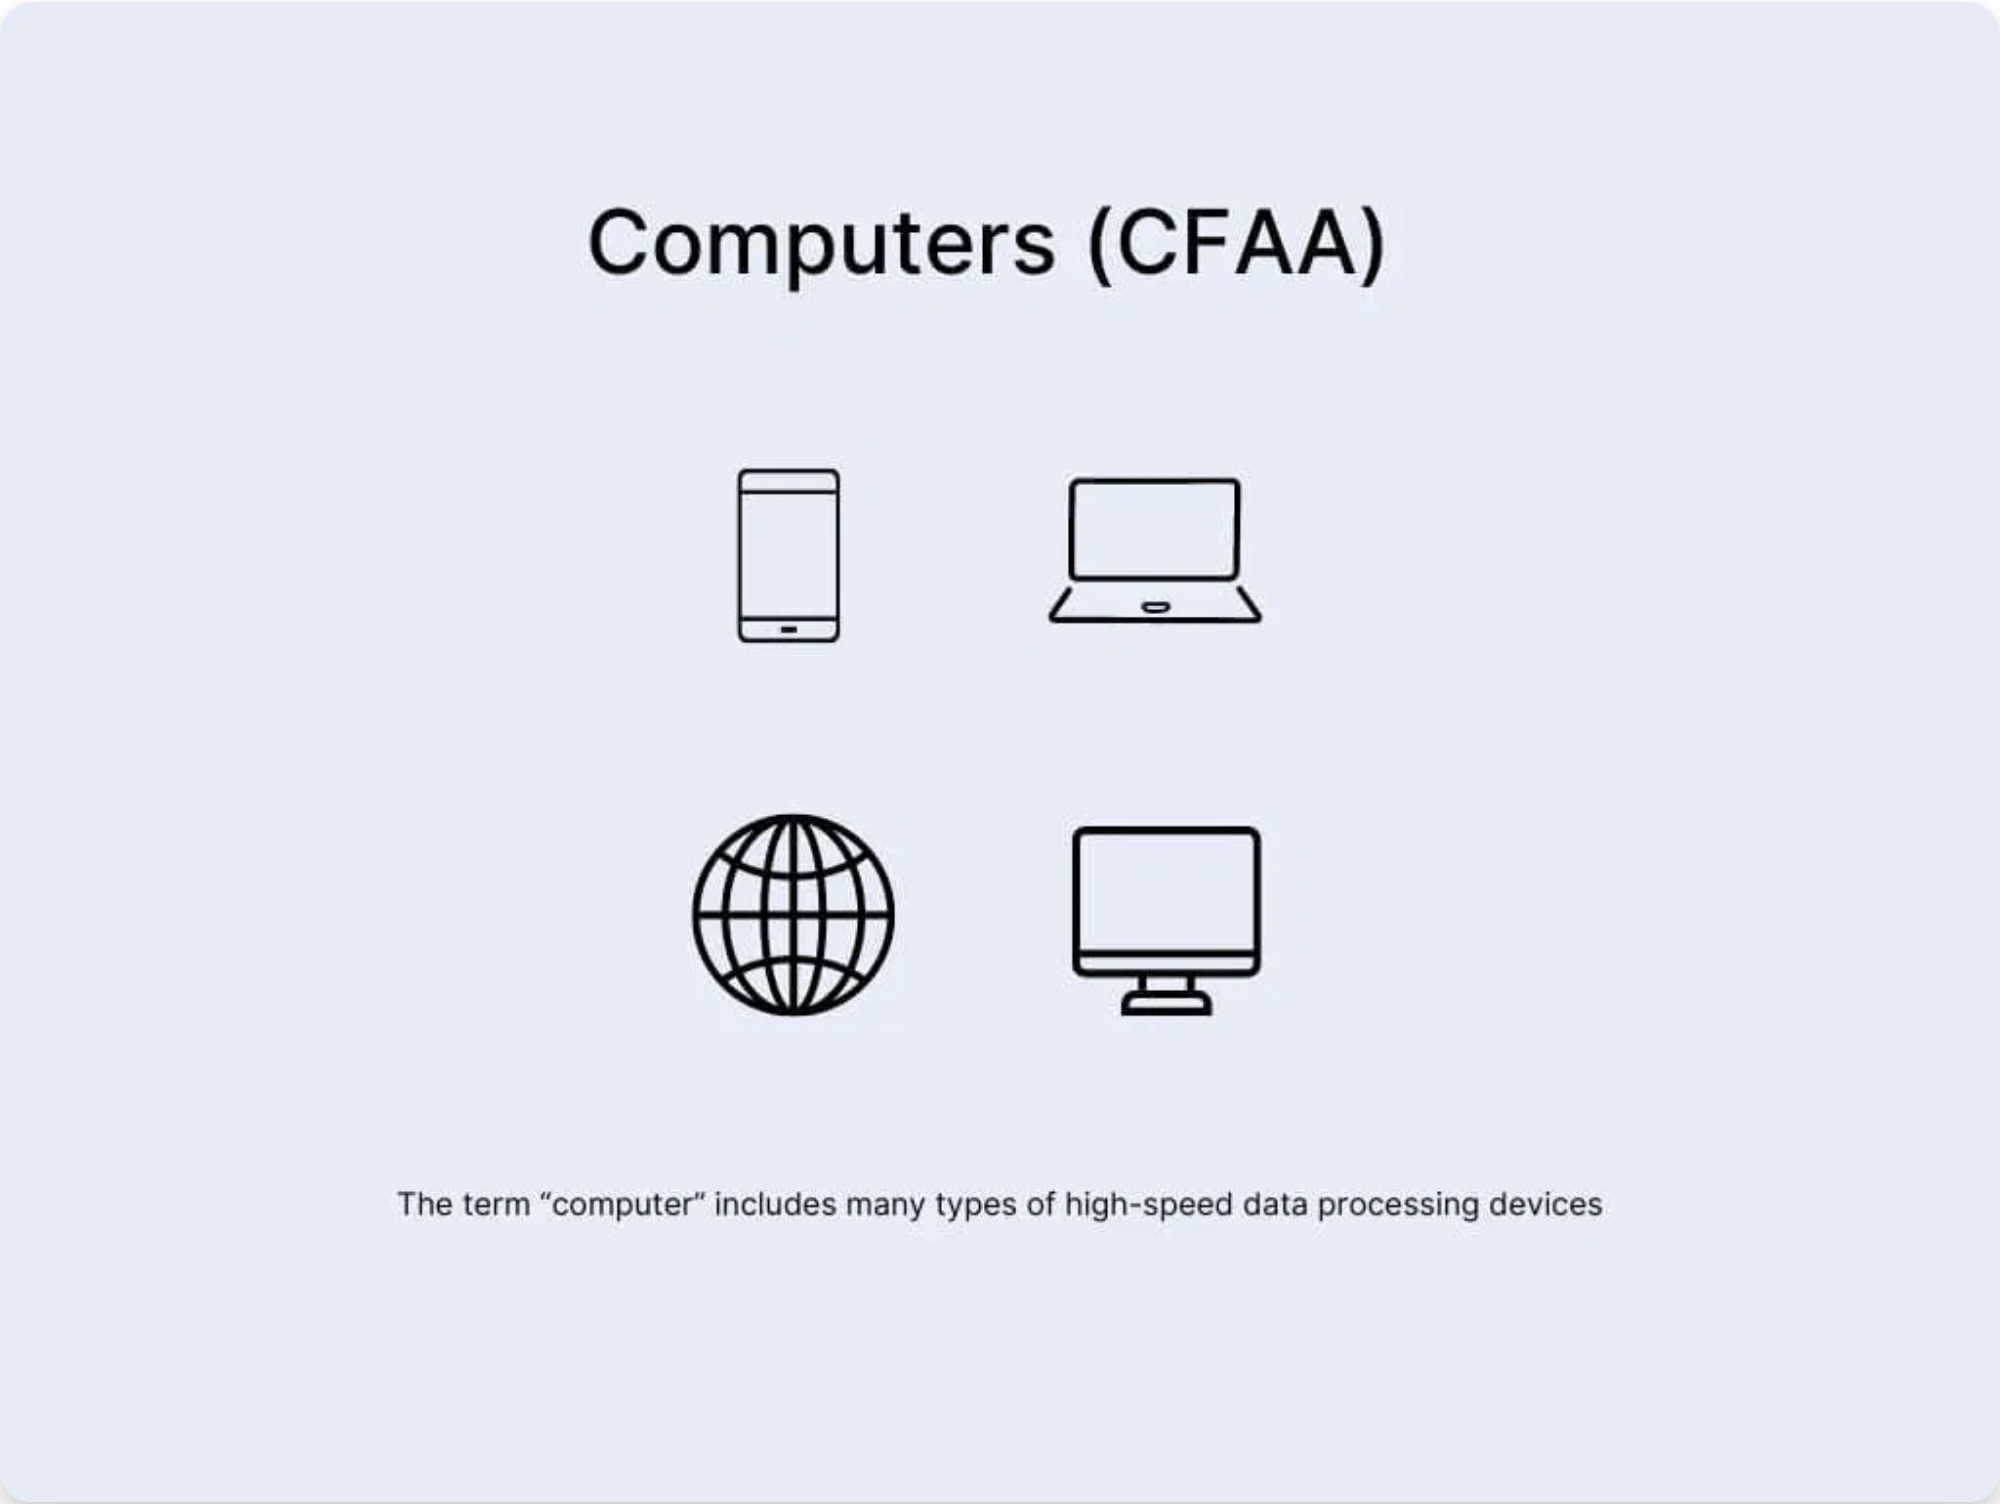 Computers (CFAA)
The term “computer” includes many types of high-speed data processing devices